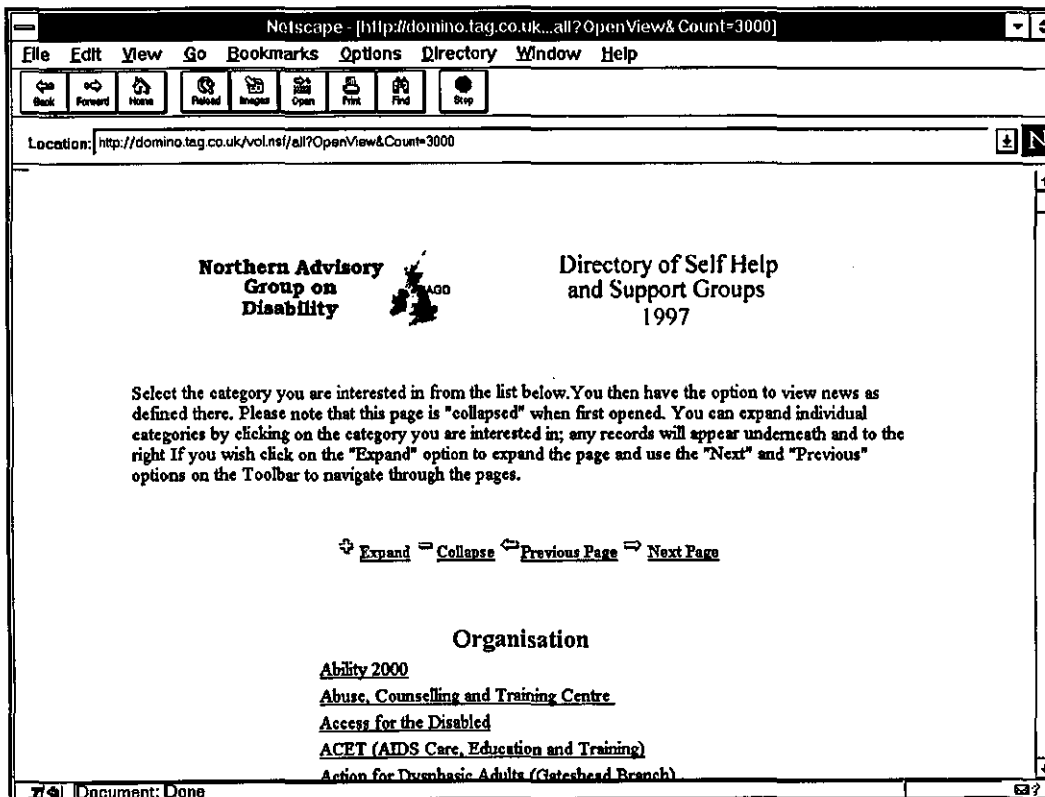 Netscape - [http://domino.tag.co.uk...all?OpenView&Count=3000]
File Edit View Go Bookmarks Options Directory Window Help
Back Forward Home Reload Images Open Print Find Stop
Location: http://domino.tag.co.uk/vol.nsf/all?OpenView&Count=3000
N
Northern Advisory
Group on
Disability
AGO
Directory of Self Help
and Support Groups
1997
Select the category you are interested in from the list below.You then have the option to view news as
defined there. Please note that this page is "collapsed" when first opened. You can expand individual
categories by clicking on the category you are interested in; any records will appear underneath and to the
right If you wish click on the "Expand" option to expand the page and use the "Next" and "Previous"
options on the Toolbar to navigate through the pages.
Expand Collapse Previous Page Next Page
Organisation
Ability 2000
Abuse, Counselling and Training Centre
Access for the Disabled
ACET (AIDS Care, Education and Training)
Action for Dysphasic Adults (Gateshead Branch)
Document: Done